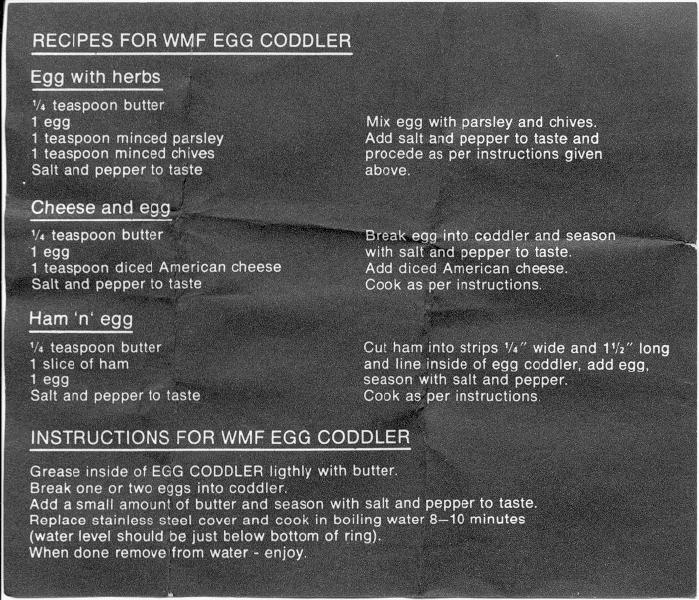 RECIPES FOR WMF EGG CODDLER
Egg with herbs
¼ teaspoon butter
1 egg
1 teaspoon minced parsley
1 teaspoon minced chives
Salt and pepper to taste
Mix egg with parsley and chives.
Add salt and pepper to taste and
procede as per instructions given
above.
Cheese and egg
¼ teaspoon butter
1 egg
1 teaspoon diced American cheese
Salt and pepper to taste
Break egg into coddler and season
with salt and pepper to taste.
Add diced American cheese.
Cook as per instructions.
Ham 'n' egg
¼ teaspoon butter
1 slice of ham
1 egg
Salt and pepper to taste
Cut ham into strips ¼" wide and 1½" long
and line inside of egg coddler, add egg,
season with salt and pepper.
Cook as per instructions.
INSTRUCTIONS FOR WMF EGG CODDLER
Grease inside of EGG CODDLER ligthly with butter.
Break one or two eggs into coddler.
Add a small amount of butter and season with salt and pepper to taste.
Replace stainless steel cover and cook in boiling water 8–10 minutes
(water level should be just below bottom of ring).
When done remove from water - enjoy.